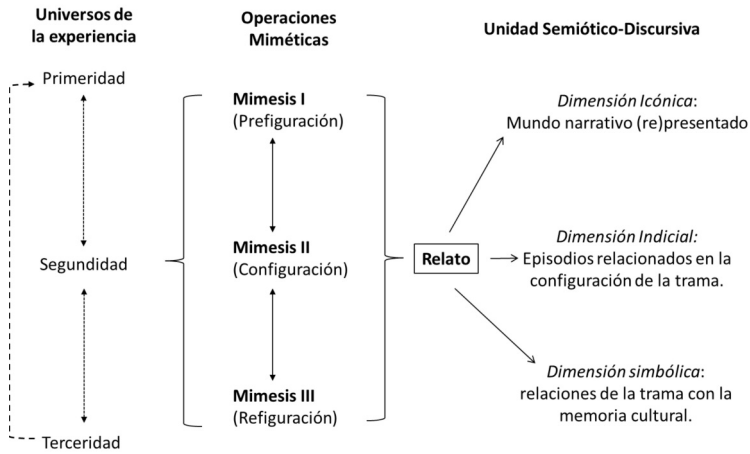 Universos de
la experiencia
Primeridad
Segundidad
Terceridad
Operaciones
Miméticas
Mimesis I
(Prefiguración)
Mimesis II
(Configuración)
Mimesis III
(Refiguración)
Unidad Semiótico-Discursiva
Relato
Dimensión Icónica:
Mundo narrativo (re)presentado
Dimensión Indicial:
Episodios relacionados en la
configuración de la trama.
Dimensión simbólica:
relaciones de la trama con la
memoria cultural.